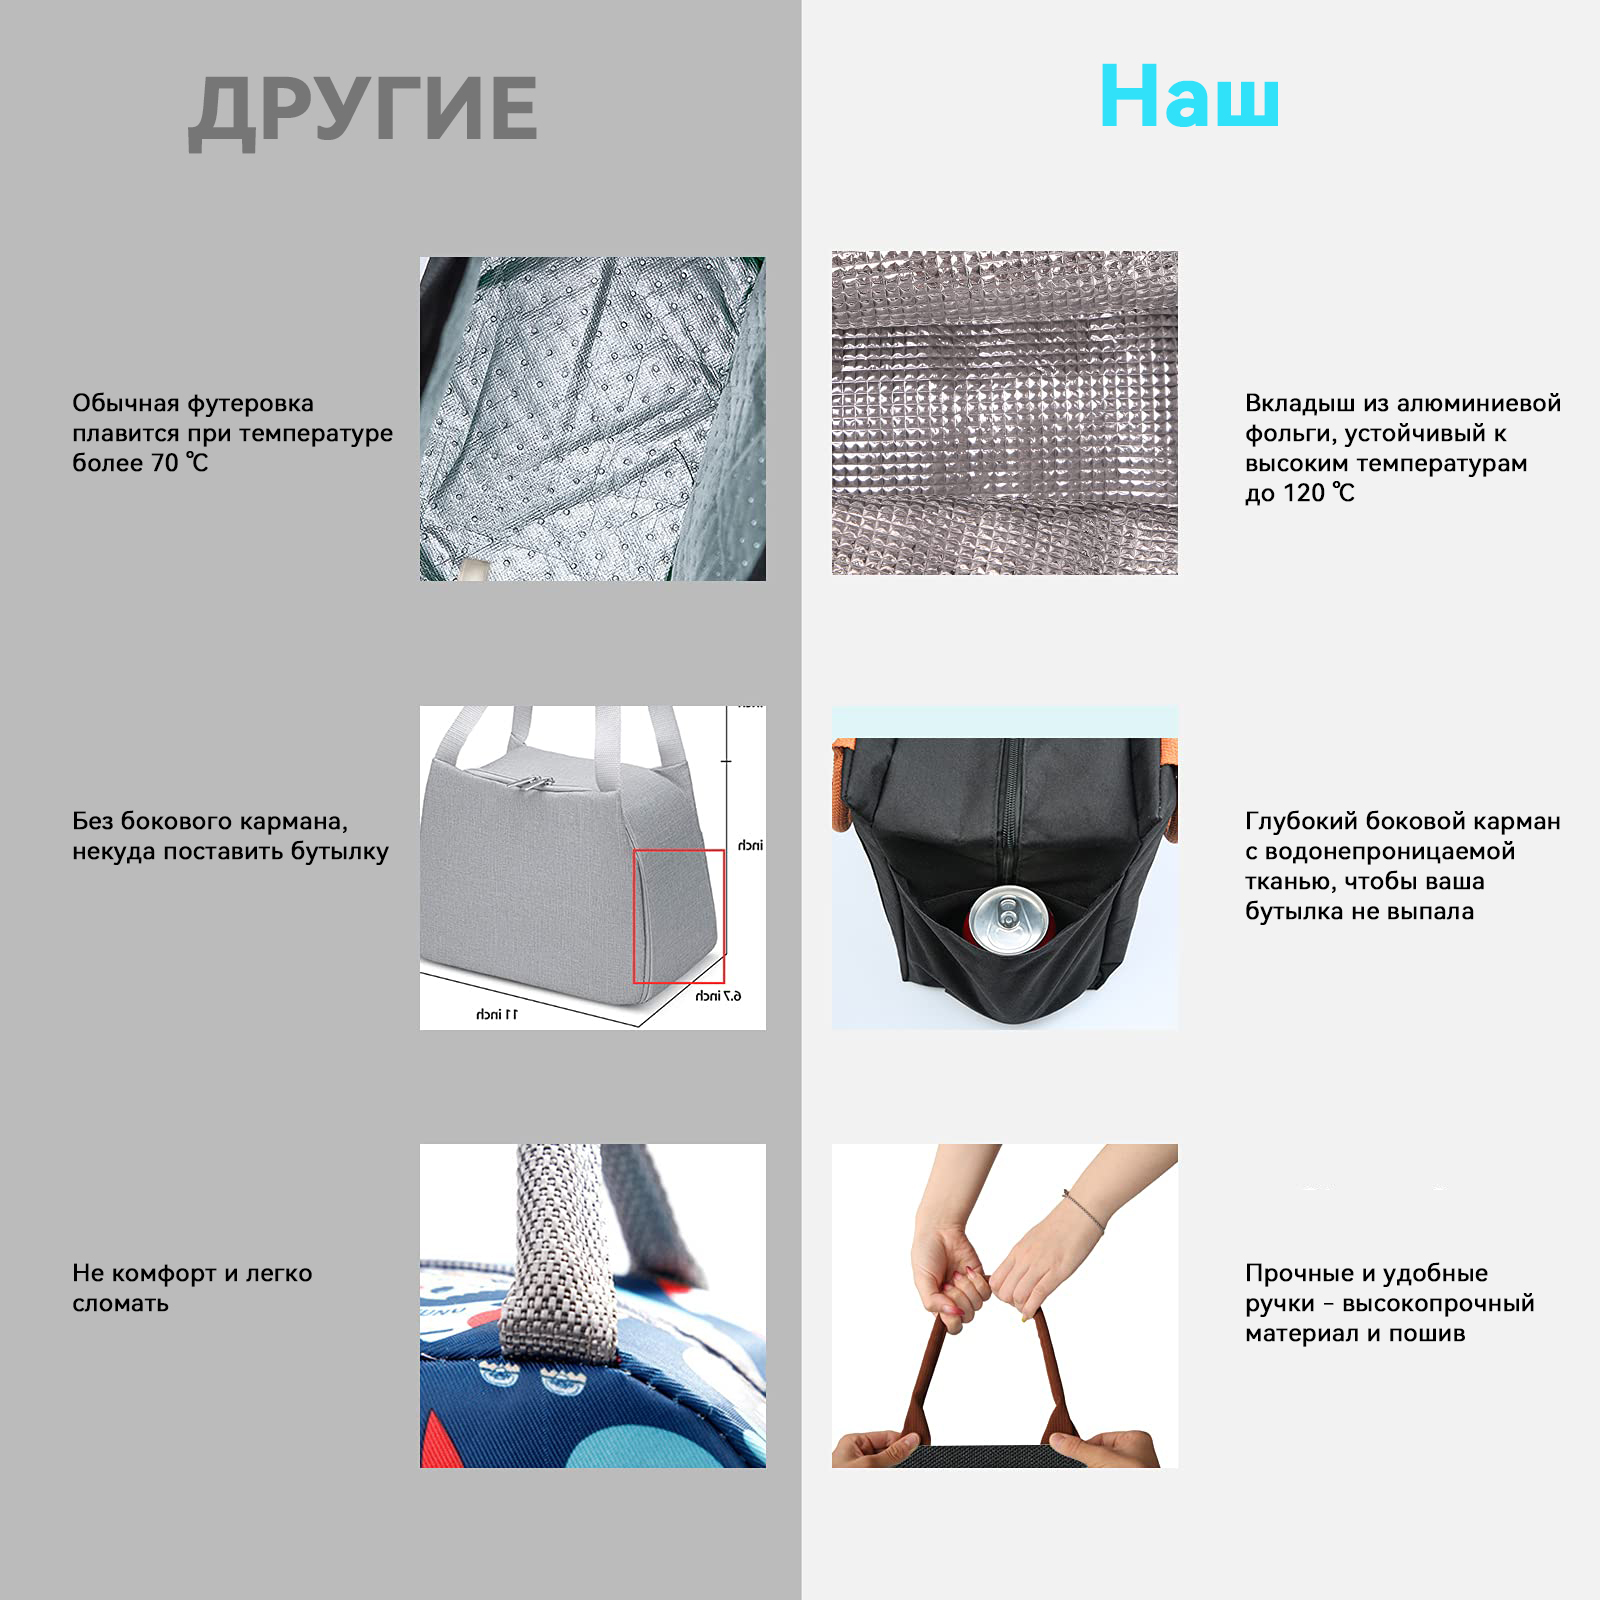 ДРУГИЕ
Наш
Обычная футеровка
плавится при температуре
более 70 ℃
Вкладыш из алюминиевой
фольги, устойчивый к
высоким температурам
до 120 ℃
Без бокового кармана,
некуда поставить бутылку
inch
6.7 inch
11 inch
Глубокий боковой карман
с водонепроницаемой
тканью, чтобы ваша
бутылка не выпала
Не комфорт и легко
сломать
Прочные и удобные
ручки – высокопрочный
материал и пошив